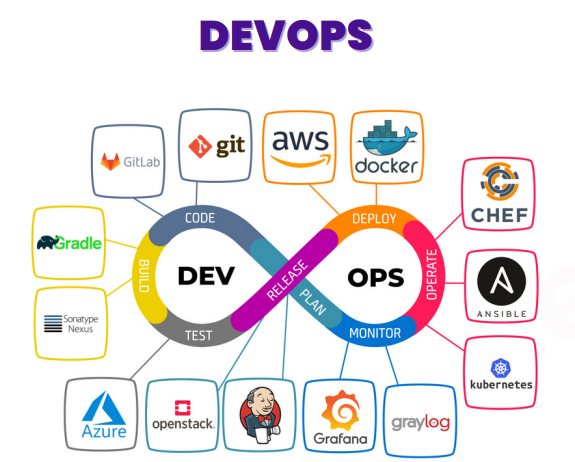 DEVOPS
GitLab
git
aws
docker
CHEF
Gradle
CODE
DEPLOY
BUILD
DEV
RELEASE
OPS
OPERATE
PLAN
ANSIBLE
Sonatype
Nexus
TEST
MONITOR
kubernetes
Azure
openstack.
Grafana
graylog